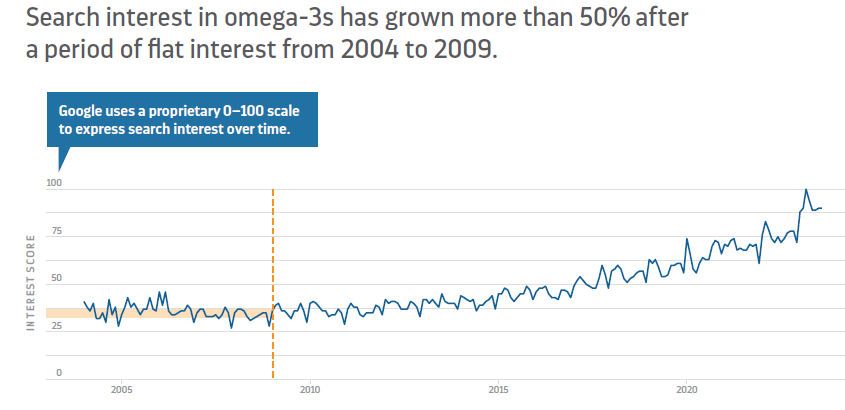 Search interest in omega-3s has grown more than 50% after
a period of flat interest from 2004 to 2009.
Google uses a proprietary 0–100 scale
to express search interest over time.
100
75
50
25
0
INTEREST SCORE
2005
2010
2015
2020